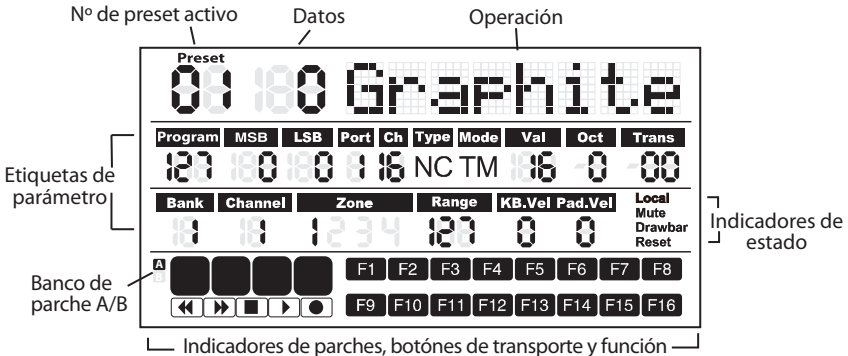 Nº de preset activo Datos Operación
Preset
01 0 Graphite
Program MSB LSB Port Ch Type Mode Val Oct Trans
127 0 0 1 16 NC TM 16 -0 -00
Etiquetas de
parámetro
Bank Channel Zone Range KB.Vel Pad.Vel
Local
Mute
Drawbar
Reset
1 1 1 2 3 4 127 0 0
Indicadores de
estado
A
B
Banco de
parche A/B
F1 F2 F3 F4 F5 F6 F7 F8
F9 F10 F11 F12 F13 F14 F15 F16
Indicadores de parches, botónes de transporte y función